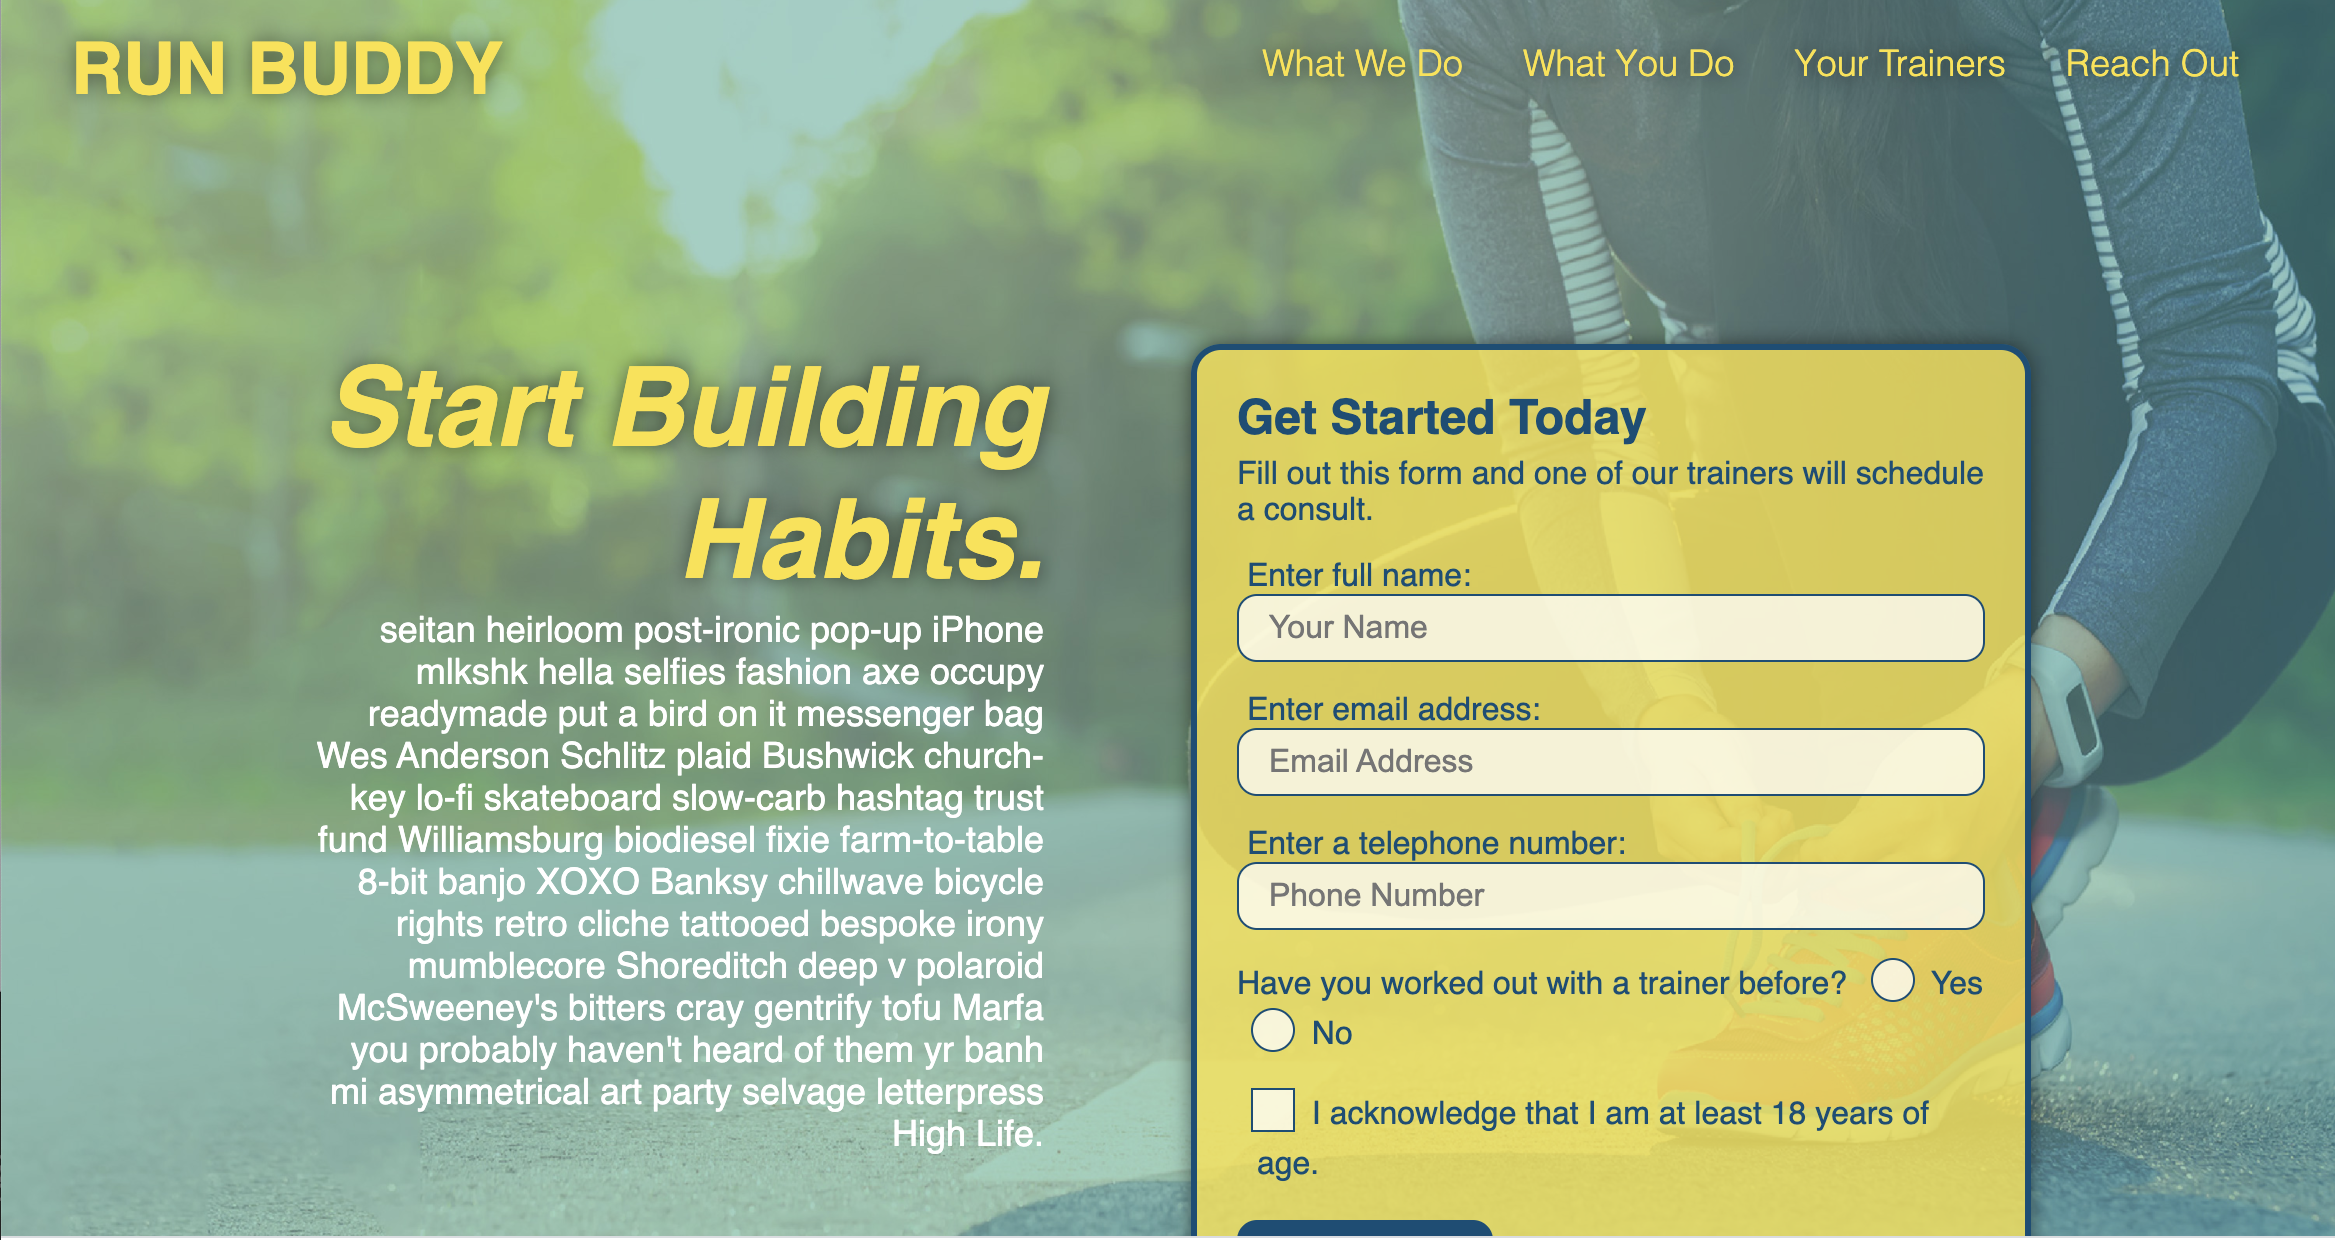 RUN BUDDY
What We Do
What You Do
Your Trainers
Reach Out
Start Building
Habits.
seitan heirloom post-ironic pop-up iPhone
mlkshk hella selfies fashion axe occupy
readymade put a bird on it messenger bag
Wes Anderson Schlitz plaid Bushwick church-
key lo-fi skateboard slow-carb hashtag trust
fund Williamsburg biodiesel fixie farm-to-table
8-bit banjo XOXO Banksy chillwave bicycle
rights retro cliche tattooed bespoke irony
mumblecore Shoreditch deep v polaroid
McSweeney's bitters cray gentrify tofu Marfa
you probably haven't heard of them yr banh
mi asymmetrical art party selvage letterpress
High Life.
Get Started Today
Fill out this form and one of our trainers will schedule
a consult.
Enter full name:
Your Name
Enter email address:
Email Address
Enter a telephone number:
Phone Number
Have you worked out with a trainer before? Yes
No
I acknowledge that I am at least 18 years of
age.